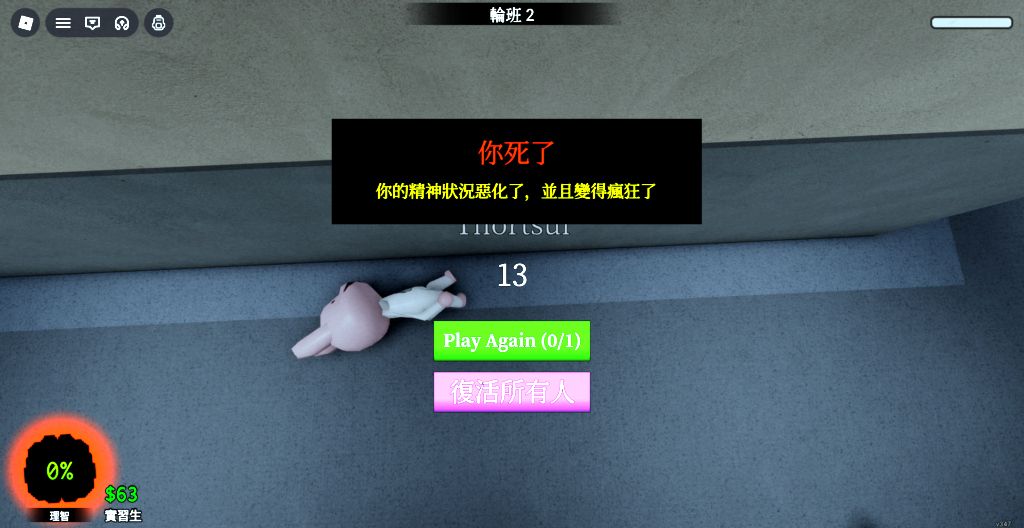 輪班 2
你死了
你的精神狀況惡化了，並且變得瘋狂了
13
Play Again (0/1)
復活所有人
0%
$63
理智
實習生
v347